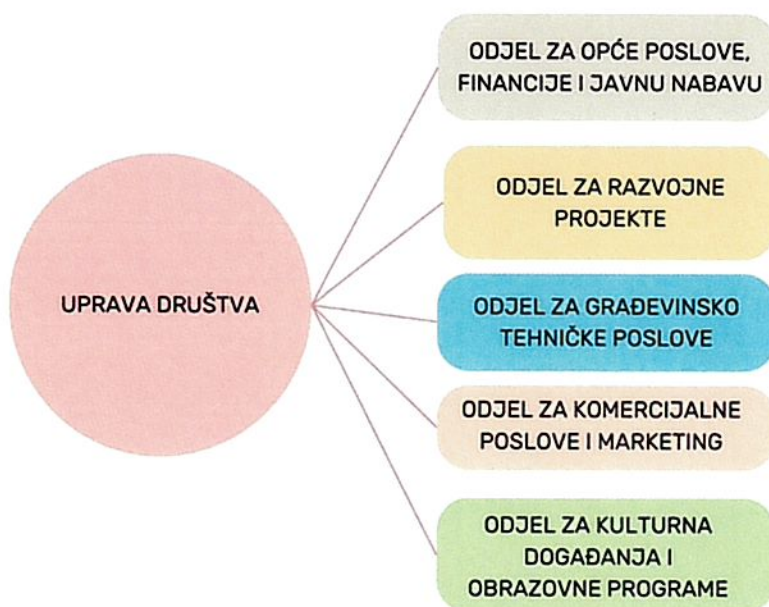 UPRAVA DRUŠTVA
ODJEL ZA OPĆE POSLOVE,
FINANCIJE I JAVNU NABAVU
ODJEL ZA RAZVOJNE
PROJEKTE
ODJEL ZA GRAĐEVINSKO
TEHNIČKE POSLOVE
ODJEL ZA KOMERCIJALNE
POSLOVE I MARKETING
ODJEL ZA KULTURNA
DOGAĐANJA I
OBRAZOVNE PROGRAME